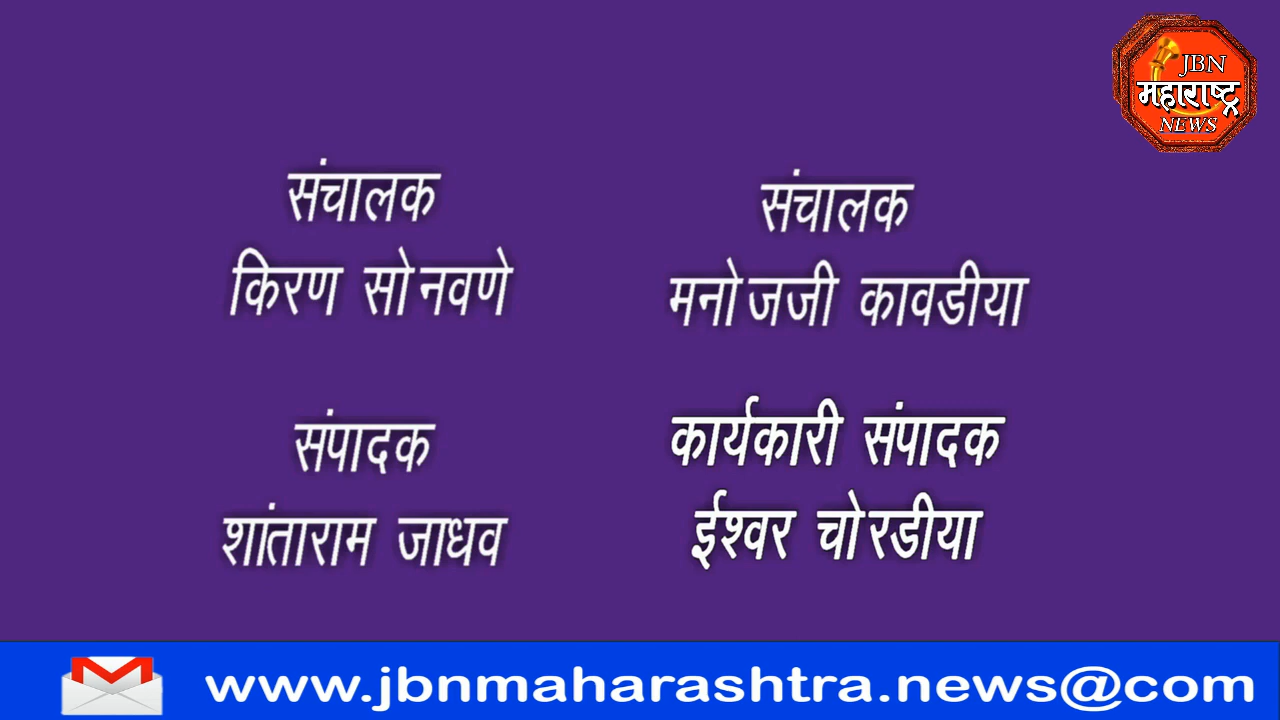 JBN
महाराष्ट्र
NEWS
संचालक
किरण सोनवणे
संचालक
मनोजजी कावडीया
संपादक
शांताराम जाधव
कार्यकारी संपादक
ईश्वर चोरडीया
www.jbnmaharashtra.news@com